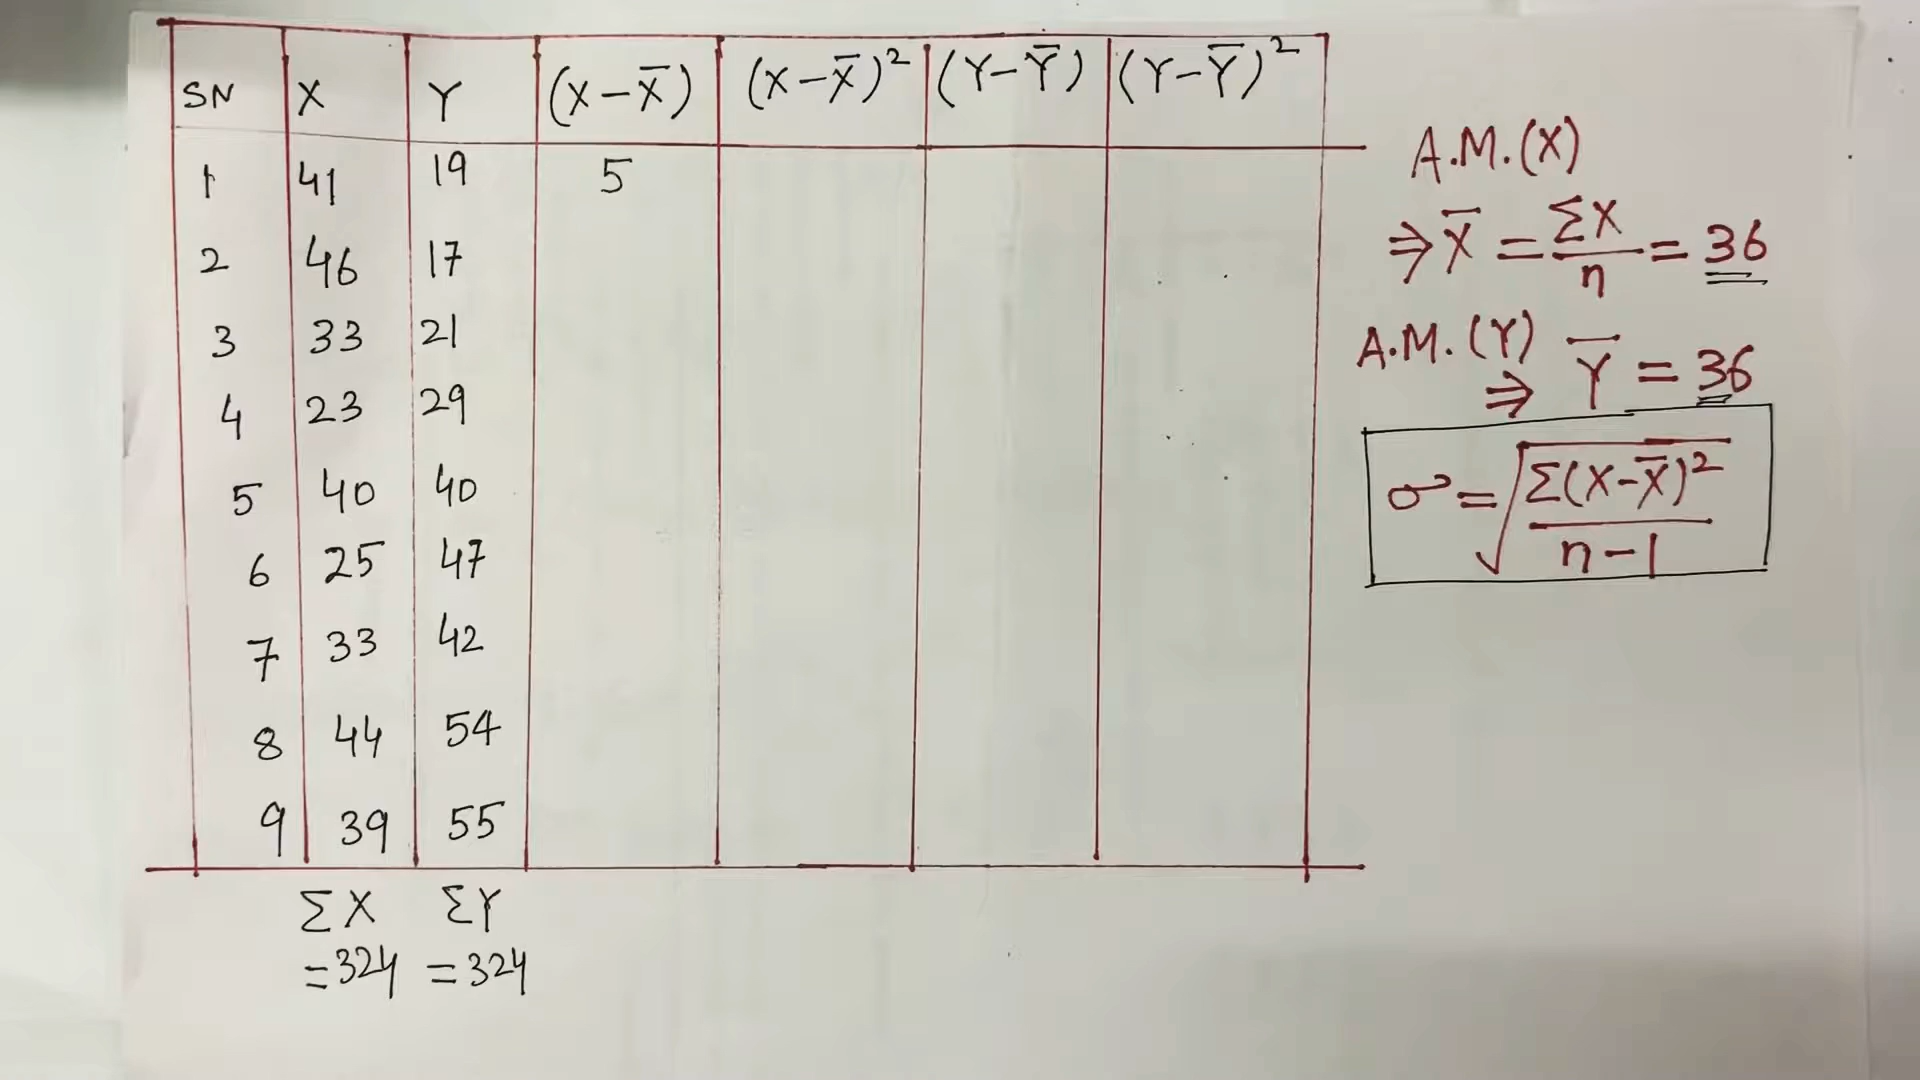 SN X Y (X-X̅) (X-X̅)² (Y-Y̅) (Y-Y̅)²
1 41 19 5
2 46 17
3 33 21
4 23 29
5 40 40
6 25 47
7 33 42
8 44 54
9 39 55
ΣX ΣY
=324 =324
A.M.(X)
⇒ X̅ = ΣX/n = 36
A.M.(Y)
⇒ Y̅ = 36
σ = √(Σ(X-X̅)²/n-1)